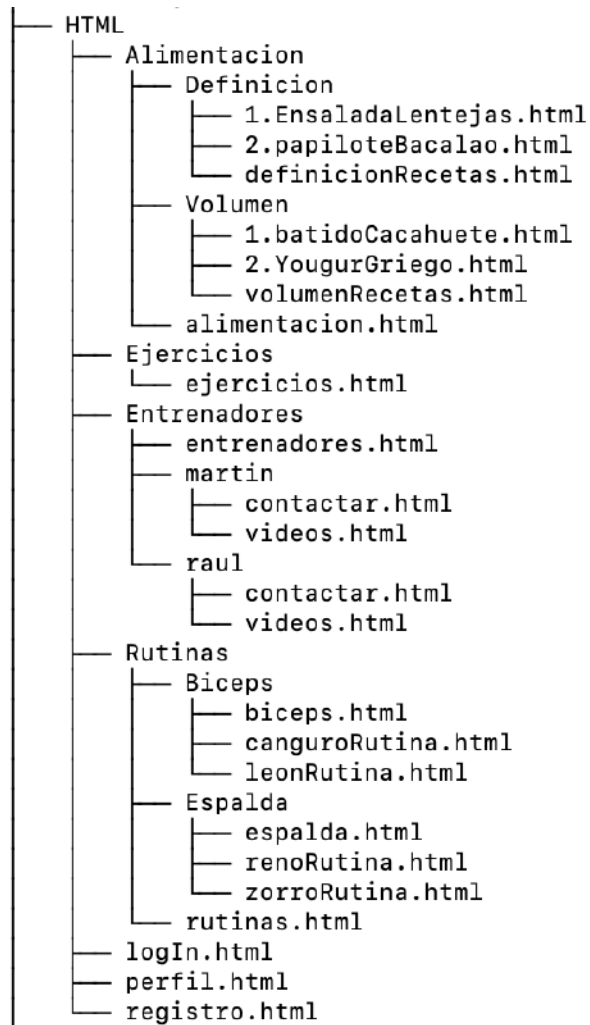 HTML
Alimentacion
Definicion
1.EnsaladaLentejas.html
2.papiloteBacalao.html
definicionRecetas.html
Volumen
1.batidoCacahuete.html
2.YougurGriego.html
volumenRecetas.html
alimentacion.html
Ejercicios
ejercicios.html
Entrenadores
entrenadores.html
martin
contactar.html
videos.html
raul
contactar.html
videos.html
Rutinas
Biceps
biceps.html
canguroRutina.html
leonRutina.html
Espalda
espalda.html
renoRutina.html
zorroRutina.html
rutinas.html
logIn.html
perfil.html
registro.html